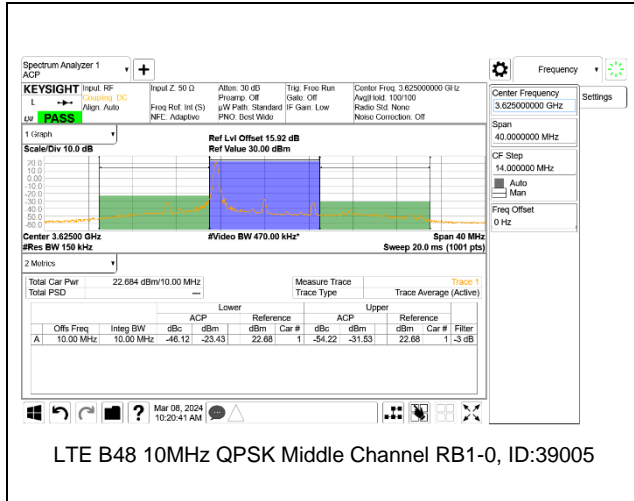 Spectrum Analyzer 1
ACP
Frequency
KEYSIGHT
L
PASS
Input: RF
Coupling: DC
Align: Auto
Input Z: 50 Ω
Freq Ref: Int (S)
NFE: Adaptive
Atten: 30 dB
Preamp: Off
µW Path: Standard
PNO: Best Wide
Trig: Free Run
Gate: Off
IF Gain: Low
Center Freq: 3.625000000 GHz
Avg|Hold: 100/100
Radio Std: None
Noise Correction: Off
Center Frequency
3.625000000 GHz
Settings
Span
40.0000000 MHz
CF Step
14.000000 MHz
Auto
Man
Freq Offset
0 Hz
1 Graph
Scale/Div 10.0 dB
Ref Lvl Offset 15.92 dB
Ref Value 30.00 dBm
20.0
10.0
0.00
-10.0
-20.0
-30.0
-40.0
-50.0
-60.0
Center 3.62500 GHz
#Video BW 470.00 kHz*
Span 40 MHz
#Res BW 150 kHz
Sweep 20.0 ms (1001 pts)
2 Metrics
Total Car Pwr 22.684 dBm/10.00 MHz
Total PSD ---
Measure Trace Trace 1
Trace Type Trace Average (Active)
Lower Upper
ACP Reference ACP Reference
Offs Freq Integ BW dBc dBm dBm Car # dBc dBm dBm Car # Filter
A 10.00 MHz 10.00 MHz -46.12 -23.43 22.68 1 -54.22 -31.53 22.68 1 -3 dB
Mar 08, 2024
10:20:41 AM
LTE B48 10MHz QPSK Middle Channel RB1-0, ID:39005